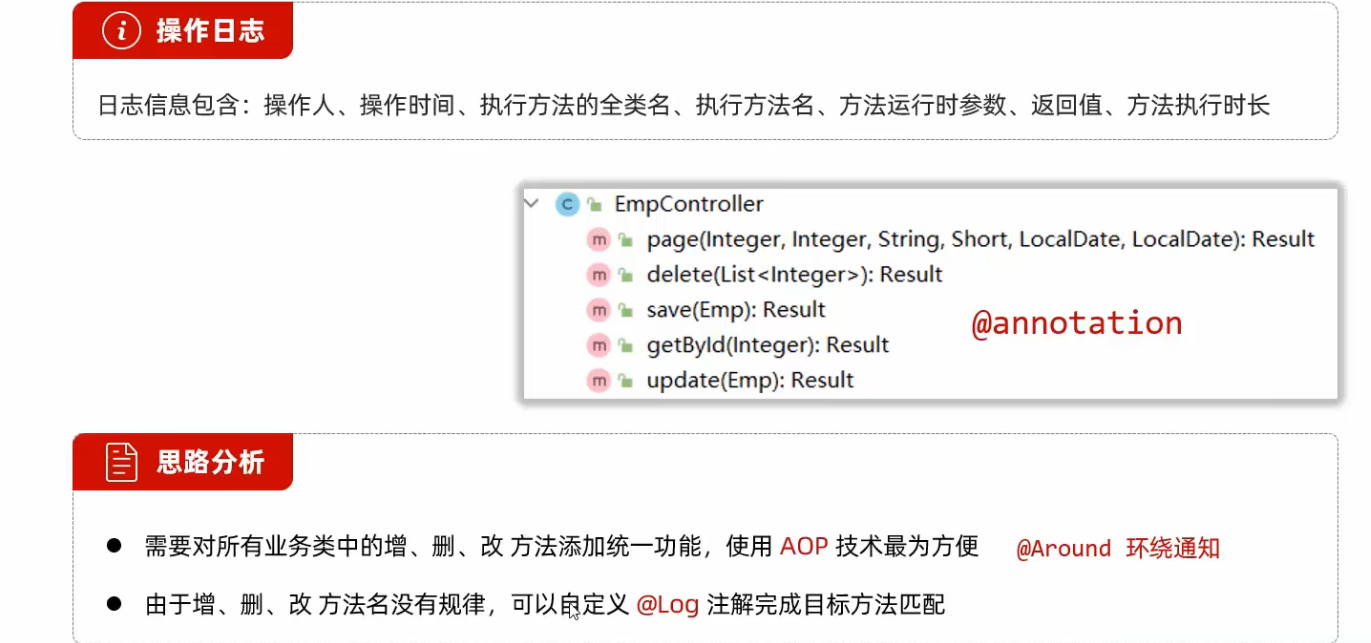 操作日志
日志信息包含：操作人、操作时间、执行方法的全类名、执行方法名、方法运行时参数、返回值、方法执行时长
EmpController
page(Integer, Integer, String, Short, LocalDate, LocalDate): Result
delete(List<Integer>): Result
save(Emp): Result
@annotation
getById(Integer): Result
update(Emp): Result
思路分析
需要对所有业务类中的增、删、改 方法添加统一功能，使用 AOP 技术最为方便 @Around 环绕通知
由于增、删、改 方法名没有规律，可以自定义 @Log 注解完成目标方法匹配